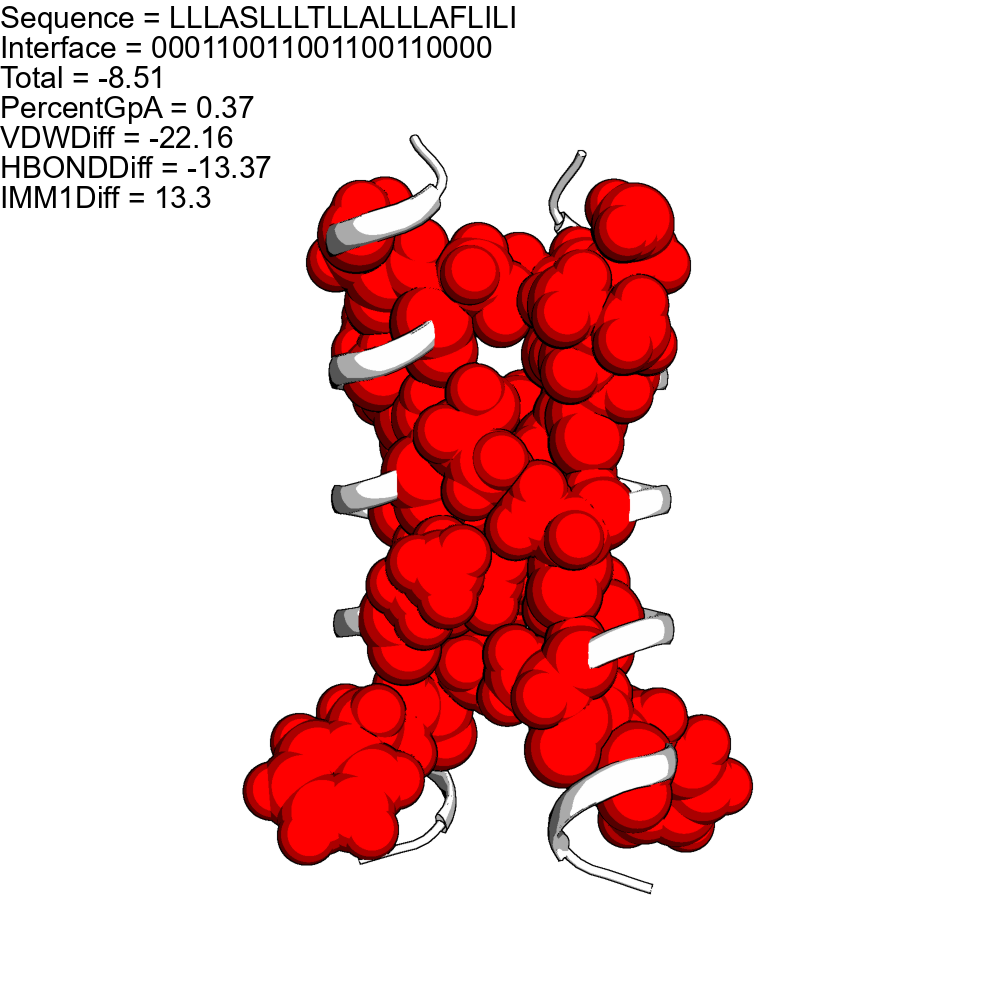 Sequence = LLLASLLLTLLALLLAFLILI
Interface = 000110011001100110000
Total = -8.51
PercentGpA = 0.37
VDWDiff = -22.16
HBONDDiff = -13.37
IMM1Diff = 13.3